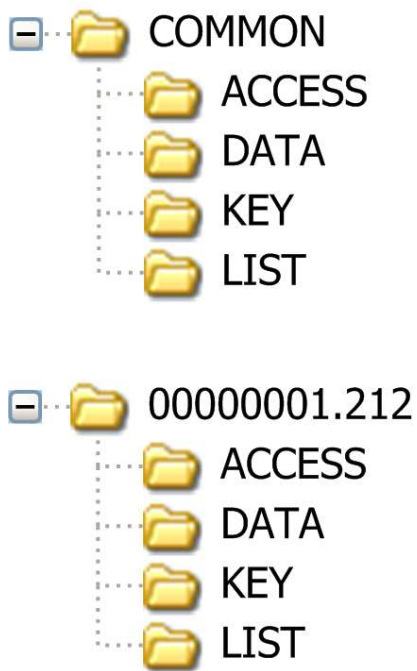 COMMON
ACCESS
DATA
KEY
LIST
00000001.212
ACCESS
DATA
KEY
LIST